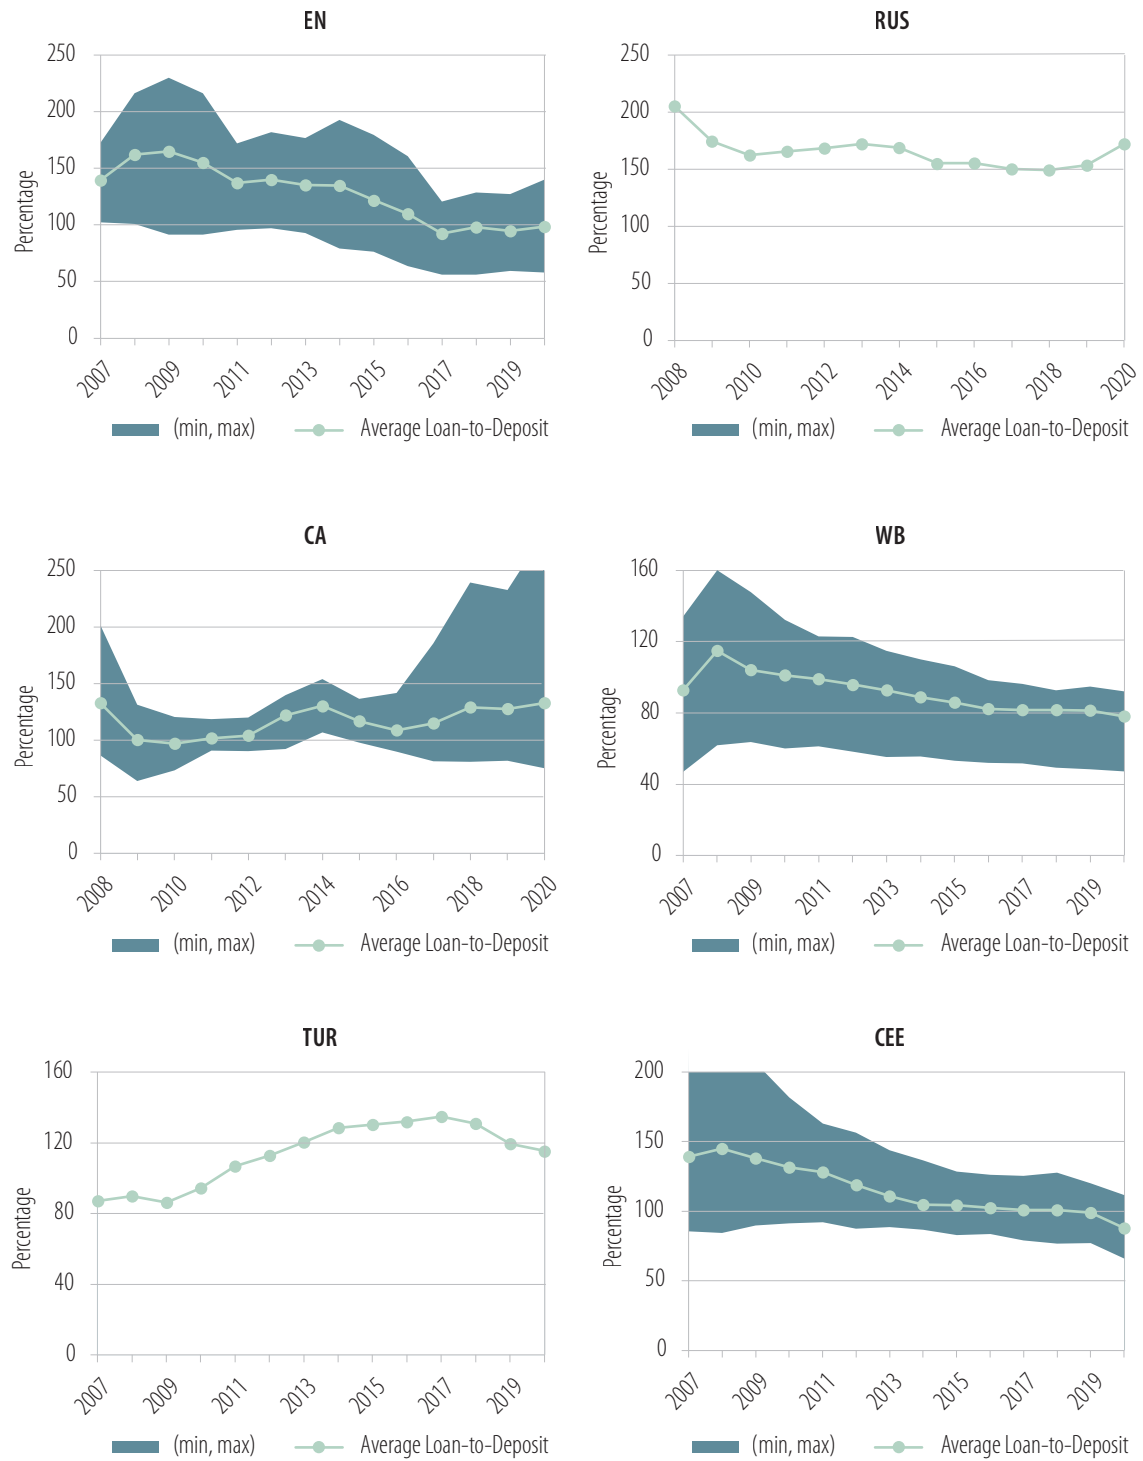 EN
250
200
150
100
50
0
Percentage
2007 2009 2011 2013 2015 2017 2019
(min, max) Average Loan-to-Deposit
RUS
250
200
150
100
50
0
Percentage
2008 2010 2012 2014 2016 2018 2020
(min, max) Average Loan-to-Deposit
CA
250
200
150
100
50
0
Percentage
2008 2010 2012 2014 2016 2018 2020
(min, max) Average Loan-to-Deposit
WB
160
120
80
40
0
Percentage
2007 2009 2011 2013 2015 2017 2019
(min, max) Average Loan-to-Deposit
TUR
160
120
80
40
0
Percentage
2007 2009 2011 2013 2015 2017 2019
(min, max) Average Loan-to-Deposit
CEE
200
150
100
50
0
Percentage
2007 2009 2011 2013 2015 2017 2019
(min, max) Average Loan-to-Deposit